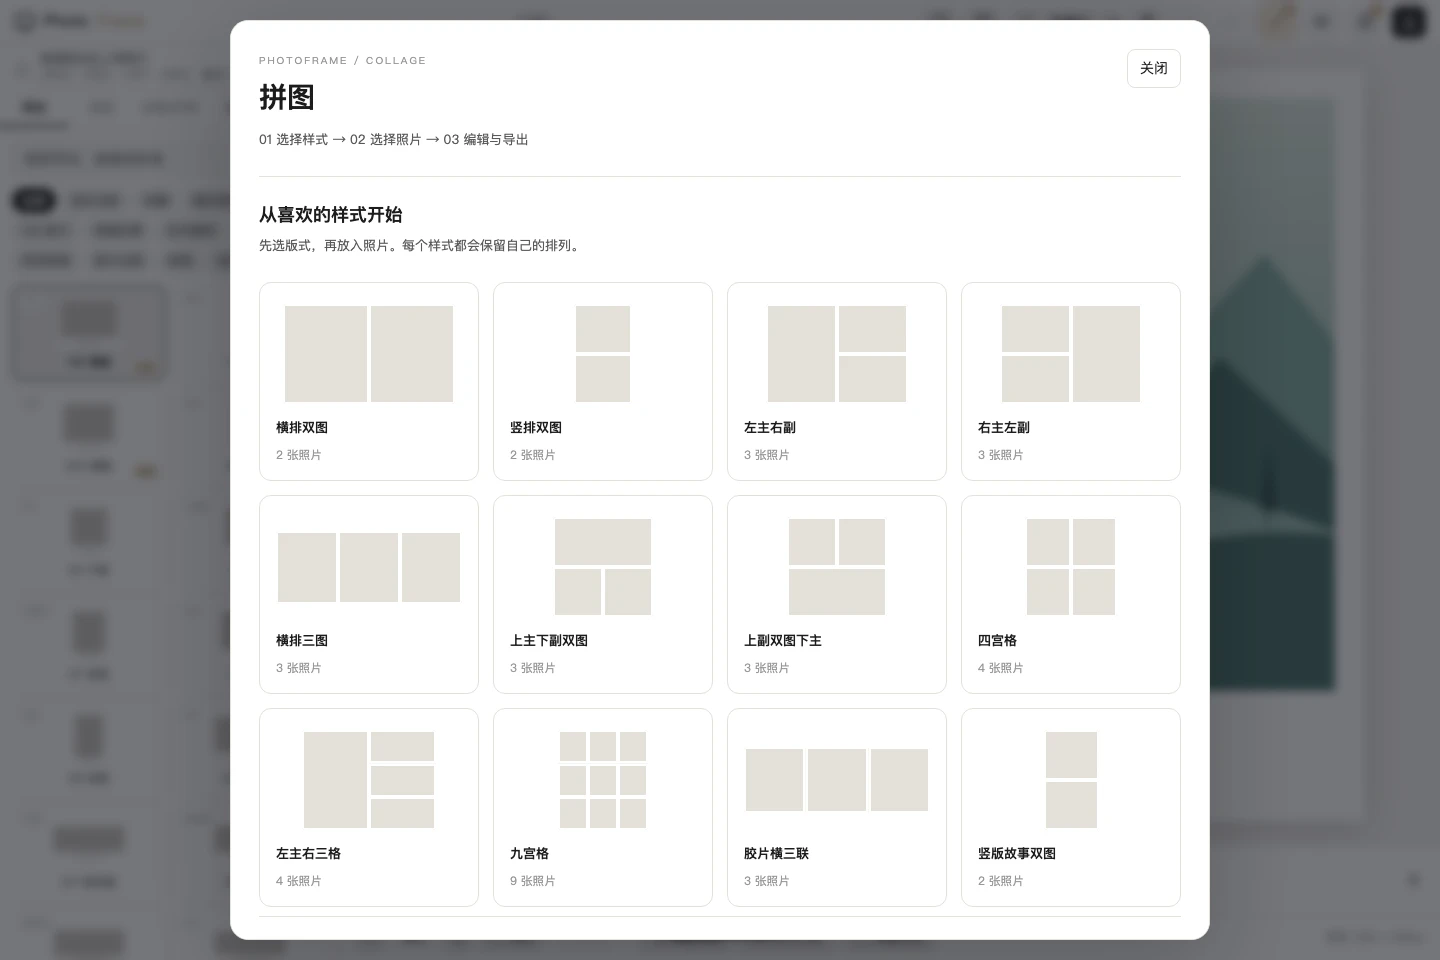 PHOTOFRAME / COLLAGE
关闭
拼图
01 选择样式 → 02 选择照片 → 03 编辑与导出
从喜欢的样式开始
先选版式，再放入照片。每个样式都会保留自己的排列。
横排双图
2 张照片
竖排双图
2 张照片
左主右副
3 张照片
右主左副
3 张照片
横排三图
3 张照片
上主下副双图
3 张照片
上副双图下主
3 张照片
四宫格
4 张照片
左主右三格
4 张照片
九宫格
9 张照片
胶片横三联
3 张照片
竖版故事双图
2 张照片